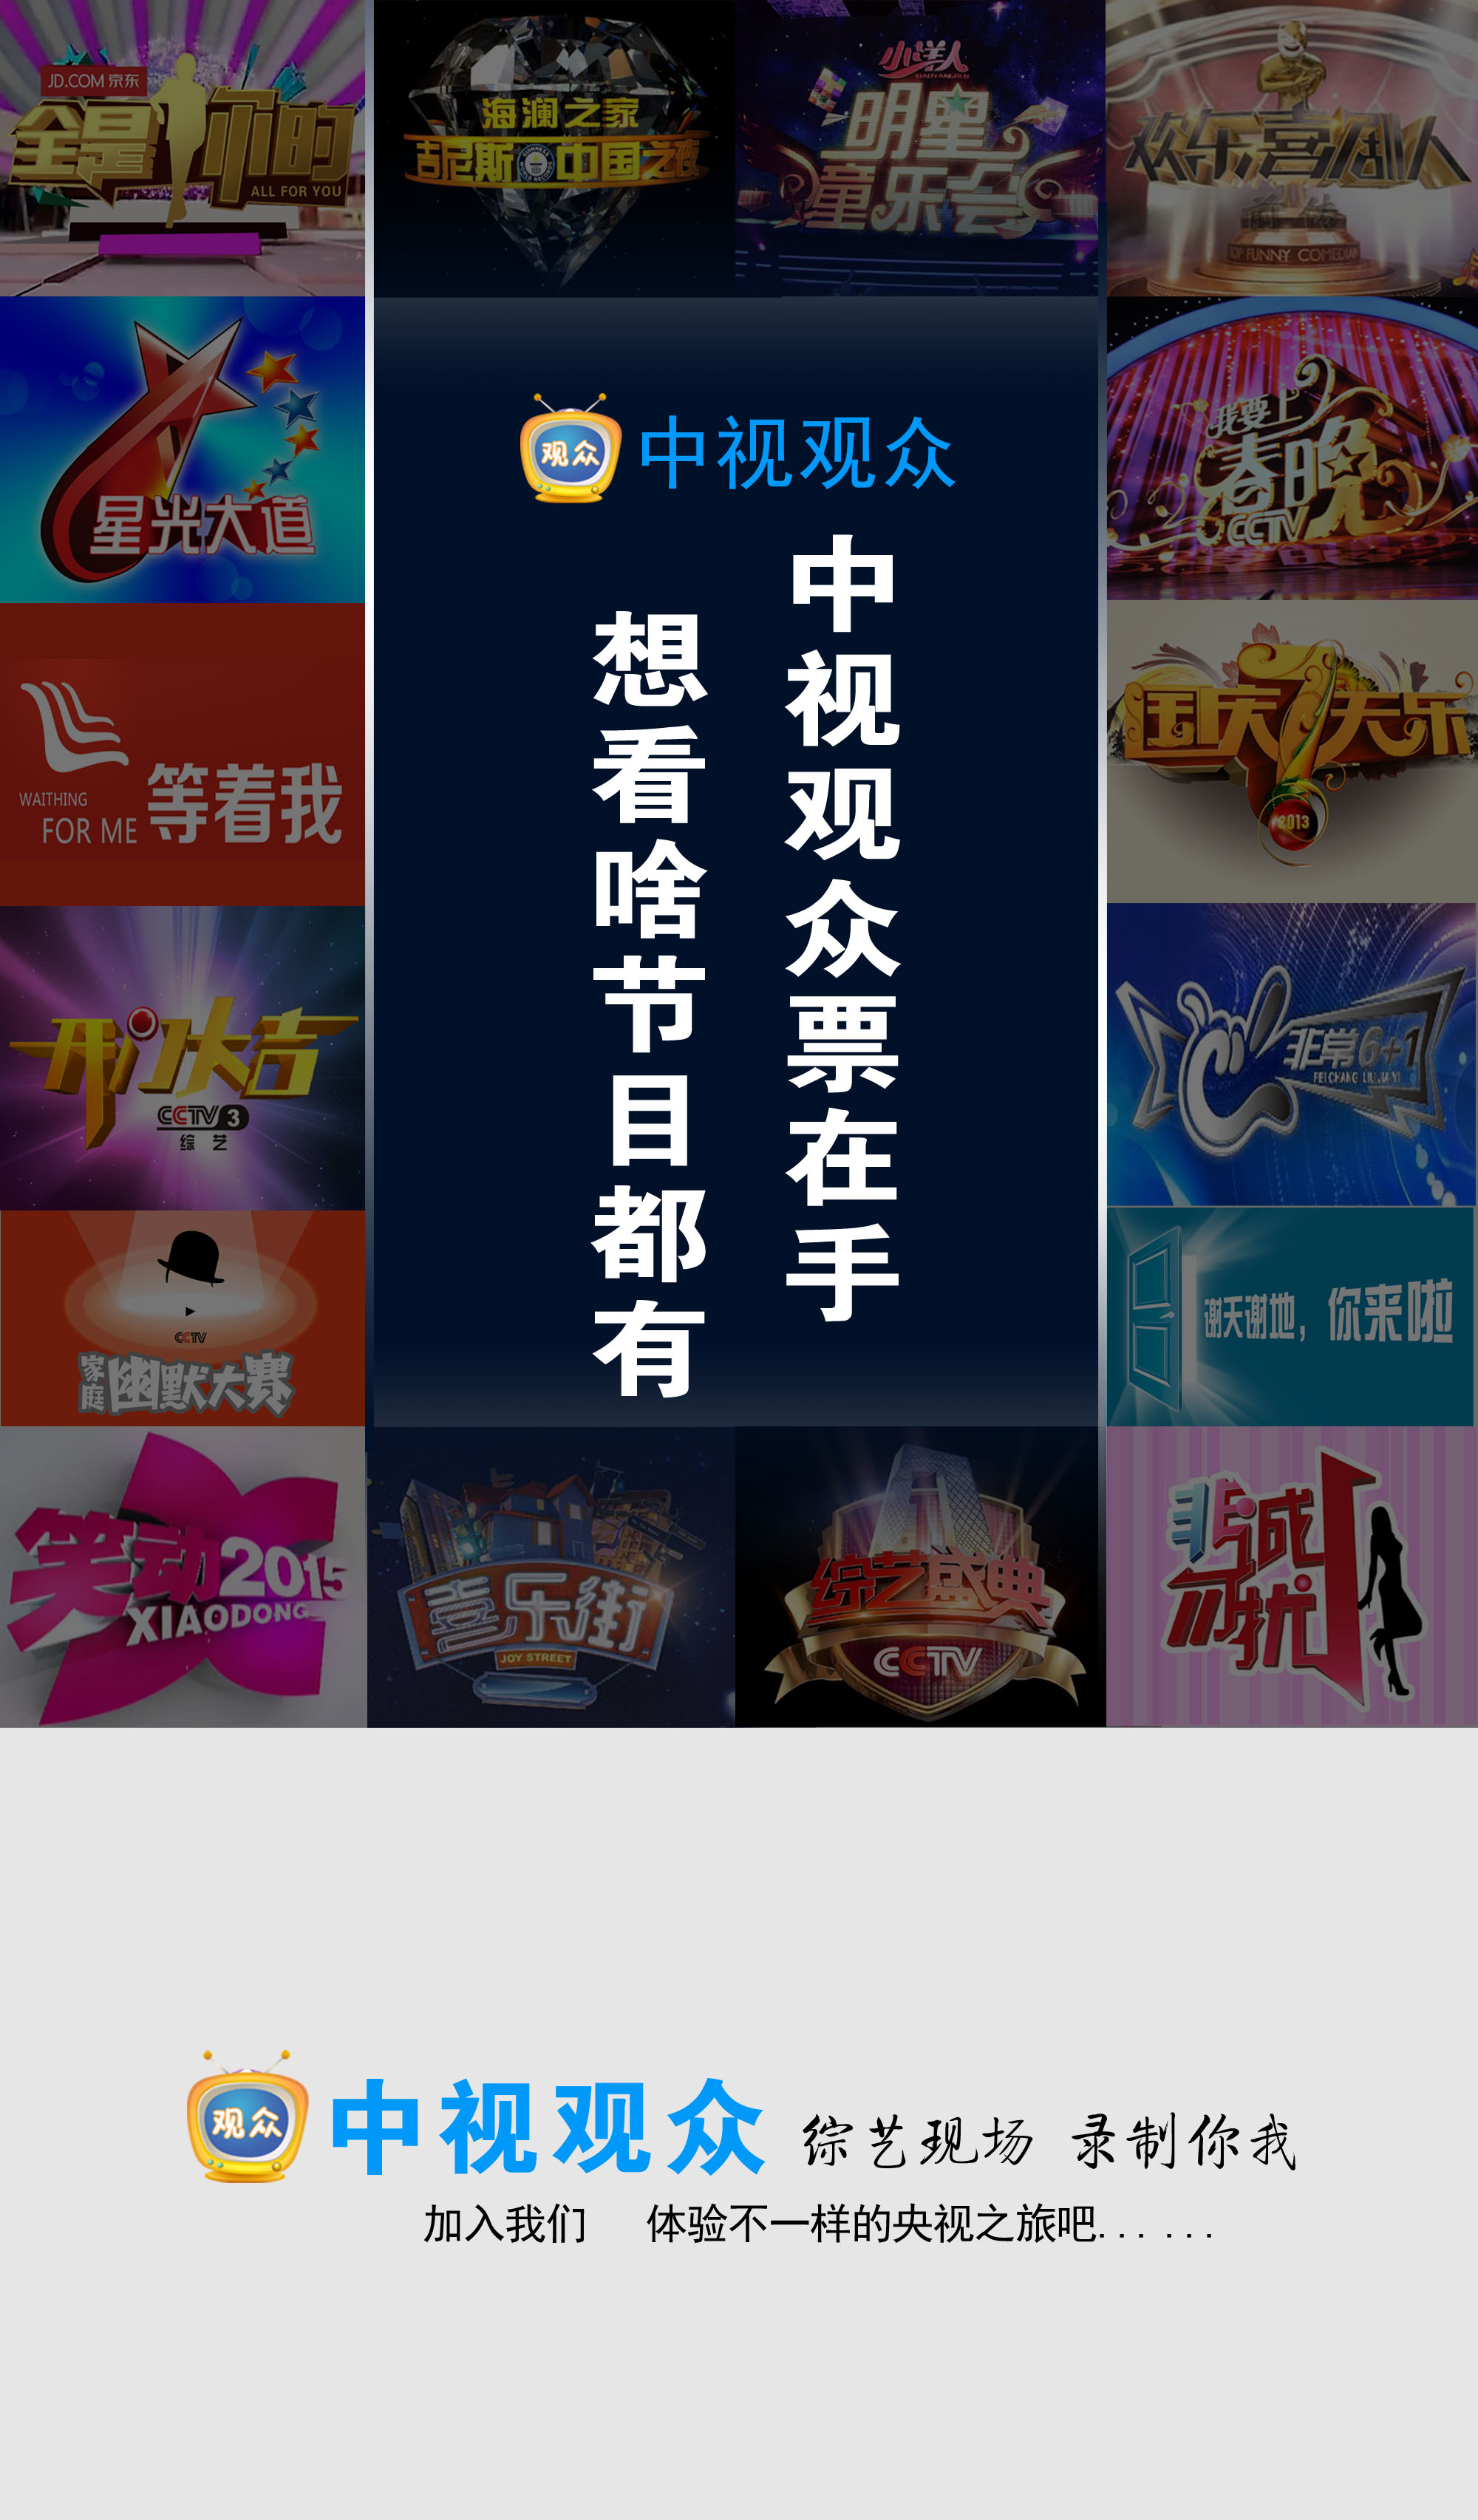 JD.COM 京东
全是你的
ALL FOR YOU
海澜之家
吉尼斯中国之夜
小洋人
XIAOYANGREN
明星
童乐会
欢乐喜剧人
TOP FUNNY COMEDIAN
星光大道
我要上
春晚
CCTV
观众
中视观众
中视观众票在手
想看啥节目都有
WAITHING
FOR ME
等着我
国庆7天乐
2013
开门大吉
CCTV 3
综艺
非常6+1
FEICHANG LIUJIAYI
CCTV
家庭幽默大赛
谢天谢地，你来啦
笑动2015
XIAODONG
喜乐街
JOY STREET
综艺盛典
CCTV
非诚勿扰
观众
中视观众 综艺现场 录制你我
加入我们 体验不一样的央视之旅吧......